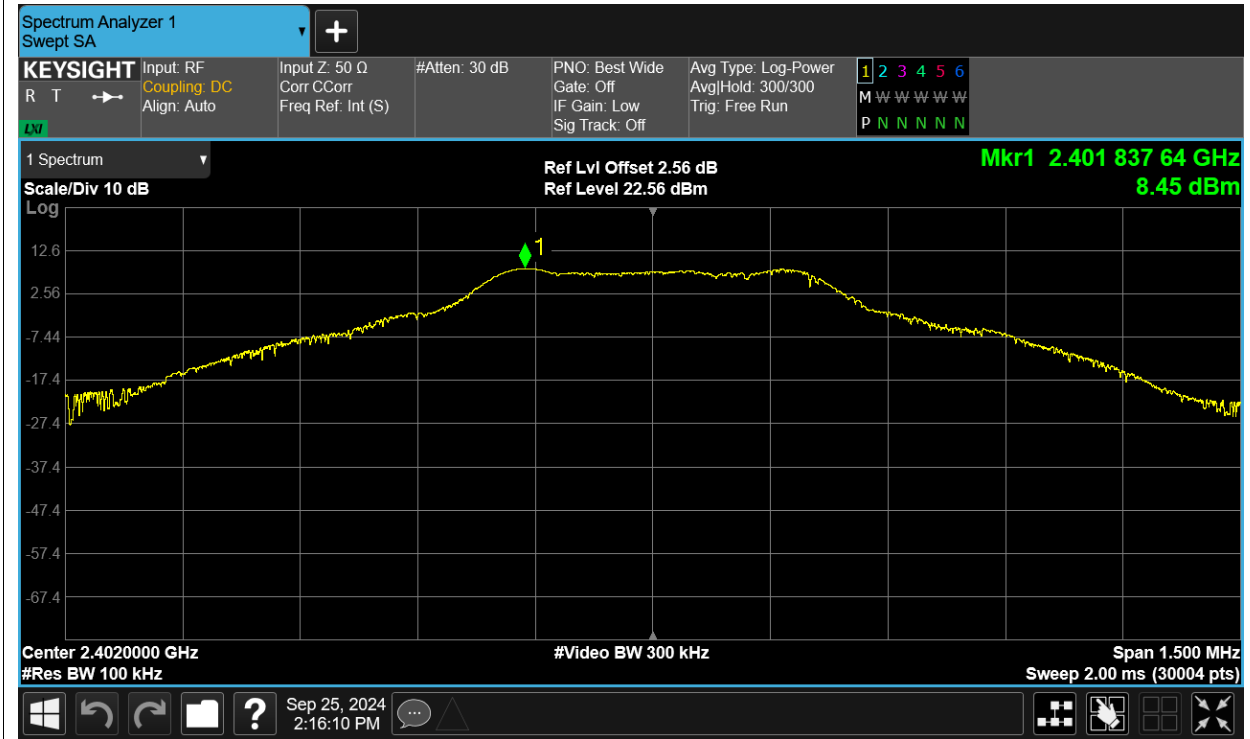 Spectrum Analyzer 1
Swept SA
KEYSIGHT
R T
LXI
Input: RF
Coupling: DC
Align: Auto
Input Z: 50 Ω
Corr CCorr
Freq Ref: Int (S)
#Atten: 30 dB
PNO: Best Wide
Gate: Off
IF Gain: Low
Sig Track: Off
Avg Type: Log-Power
Avg|Hold: 300/300
Trig: Free Run
1 2 3 4 5 6
M W W W W W
P N N N N N
1 Spectrum
Scale/Div 10 dB
Log
Ref Lvl Offset 2.56 dB
Ref Level 22.56 dBm
Mkr1 2.401 837 64 GHz
8.45 dBm
1
12.6
2.56
-7.44
-17.4
-27.4
-37.4
-47.4
-57.4
-67.4
Center 2.4020000 GHz
#Res BW 100 kHz
#Video BW 300 kHz
Span 1.500 MHz
Sweep 2.00 ms (30004 pts)
?
Sep 25, 2024
2:16:10 PM